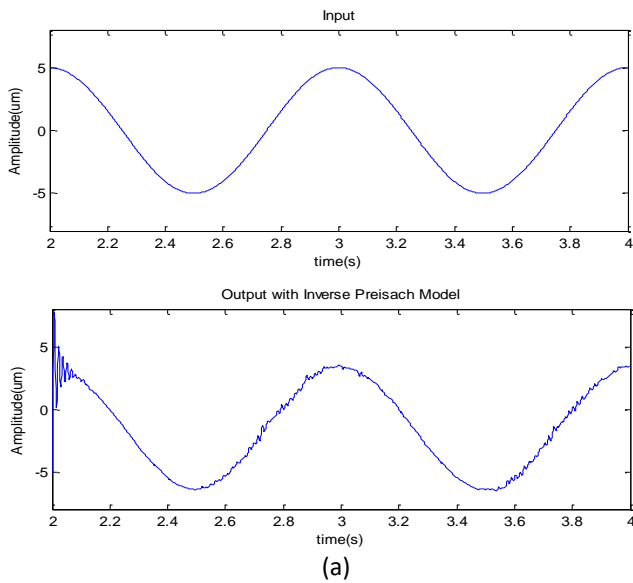 Input
Amplitude(um)
5
0
-5
2 2.2 2.4 2.6 2.8 3 3.2 3.4 3.6 3.8 4
time(s)
Output with Inverse Preisach Model
Amplitude(um)
5
0
-5
2 2.2 2.4 2.6 2.8 3 3.2 3.4 3.6 3.8 4
time(s)
(a)